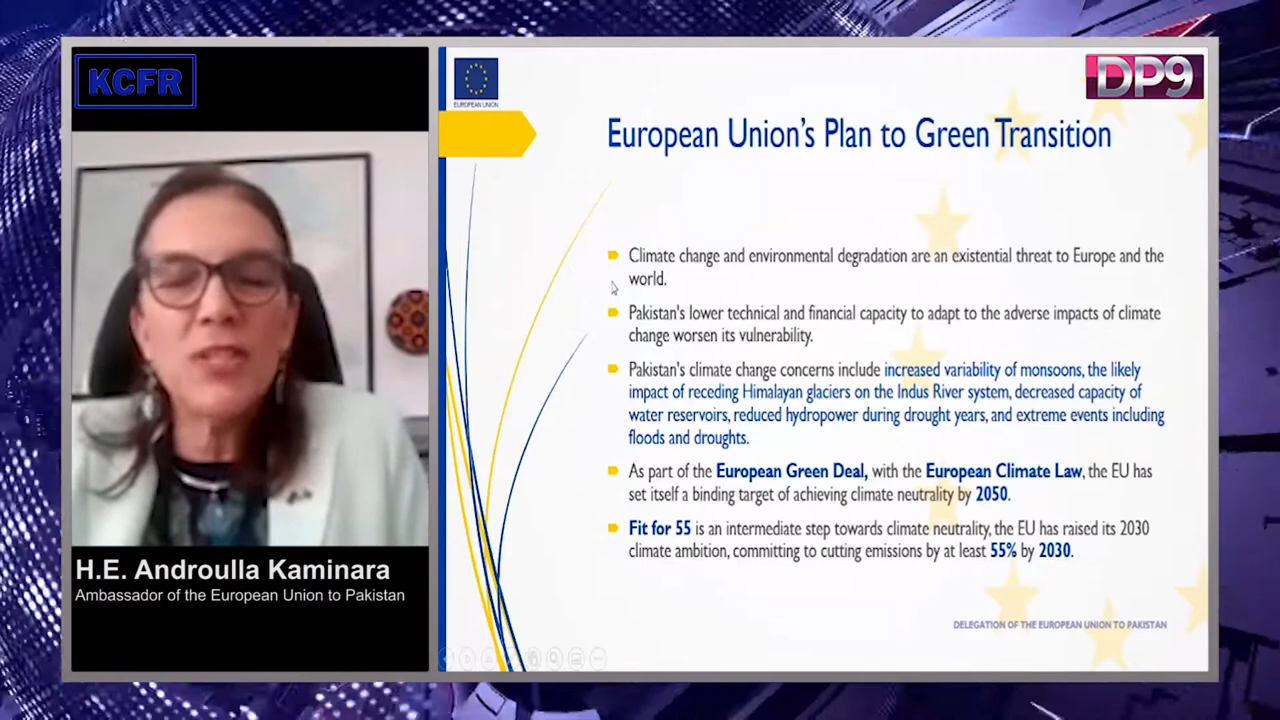 KCFR
EUROPEAN UNION
DP9
European Union's Plan to Green Transition
Climate change and environmental degradation are an existential threat to Europe and the
world.
Pakistan's lower technical and financial capacity to adapt to the adverse impacts of climate
change worsen its vulnerability.
Pakistan's climate change concerns include increased variability of monsoons, the likely
impact of receding Himalayan glaciers on the Indus River system, decreased capacity of
water reservoirs, reduced hydropower during drought years, and extreme events including
floods and droughts.
As part of the European Green Deal, with the European Climate Law, the EU has
set itself a binding target of achieving climate neutrality by 2050.
Fit for 55 is an intermediate step towards climate neutrality, the EU has raised its 2030
climate ambition, committing to cutting emissions by at least 55% by 2030.
DELEGATION OF THE EUROPEAN UNION TO PAKISTAN
H.E. Androulla Kaminara
Ambassador of the European Union to Pakistan